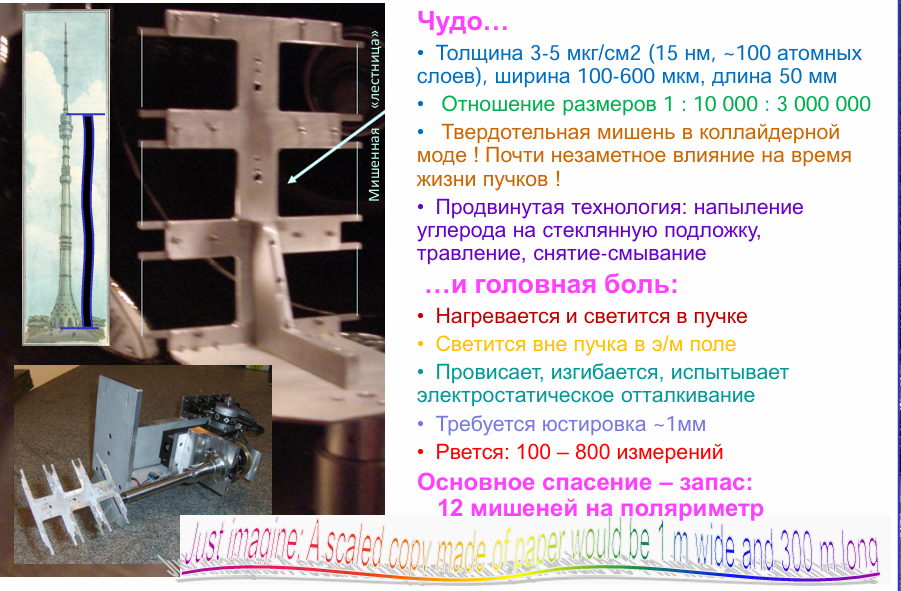 Мишенная «лестница»
Чудо…
• Толщина 3-5 мкг/см2 (15 нм, ~100 атомных
слоев), ширина 100-600 мкм, длина 50 мм
• Отношение размеров 1 : 10 000 : 3 000 000
• Твердотельная мишень в коллайдерной
моде ! Почти незаметное влияние на время
жизни пучков !
• Продвинутая технология: напыление
углерода на стеклянную подложку,
травление, снятие-смывание
…и головная боль:
• Нагревается и светится в пучке
• Светится вне пучка в э/м поле
• Провисает, изгибается, испытывает
электростатическое отталкивание
• Требуется юстировка ~1мм
• Рвется: 100 – 800 измерений
Основное спасение – запас:
12 мишеней на поляриметр
Just imagine: A scaled copy made of paper would be 1 m wide and 300 m long